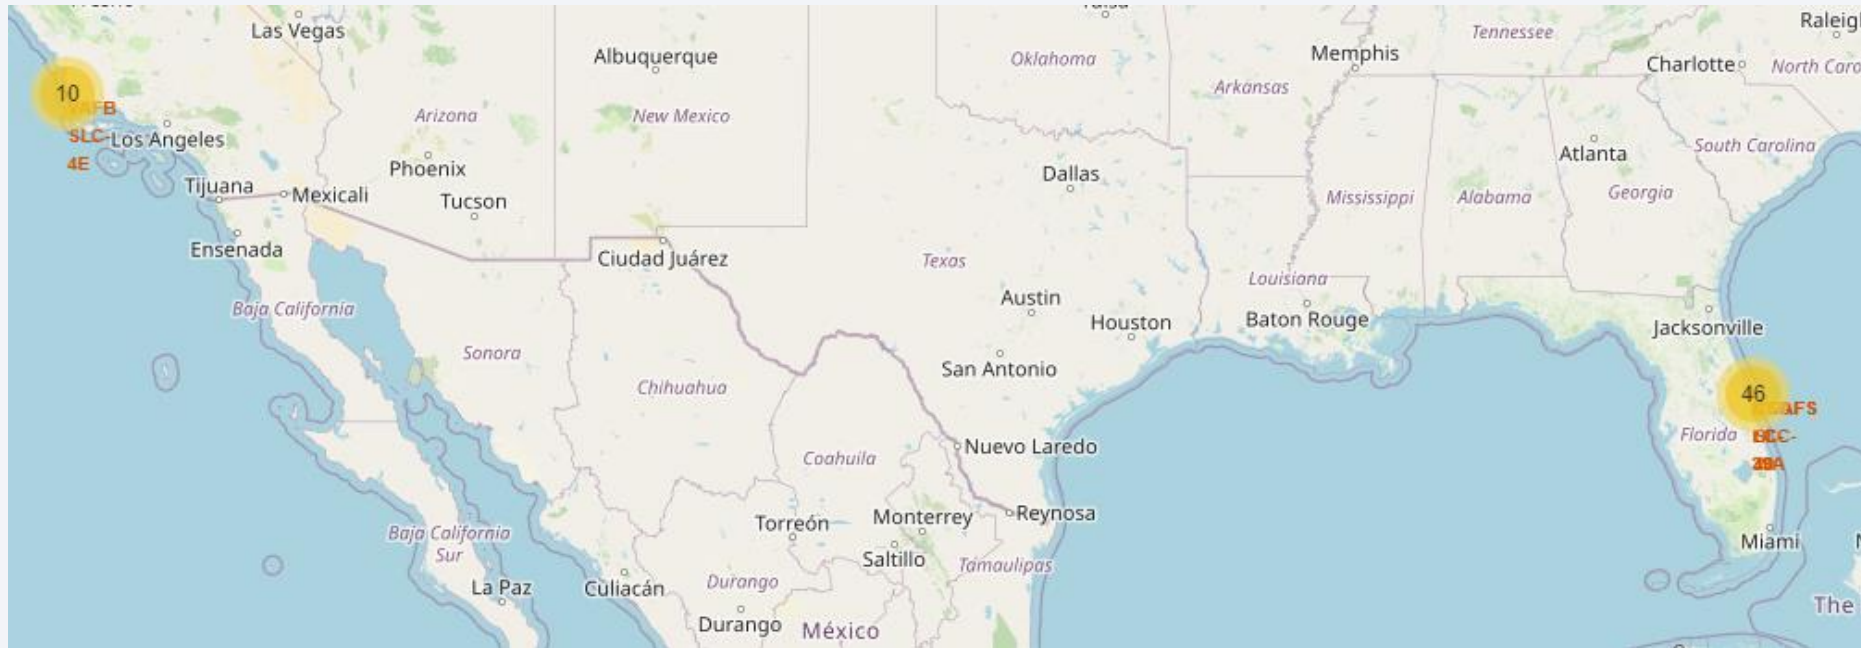 Las Vegas
Albuquerque
Oklahoma
Memphis
Tennessee
Charlotte
10
Arizona
New Mexico
Arkansas
SLC-
4E
Los Angeles
Phoenix
Dallas
Atlanta
South Carolina
Tijuana
Mexicali
Tucson
Mississippi
Alabama
Georgia
Ensenada
Ciudad Juárez
Texas
Louisiana
Baja California
Austin
Houston
Baton Rouge
Jacksonville
Sonora
San Antonio
Chihuahua
46
Florida
Nuevo Laredo
Coahuila
Baja California
Sur
Torreón
Monterrey
Reynosa
Saltillo
Tamaulipas
Miami
La Paz
Culiacán
Durango
Durango
México
The